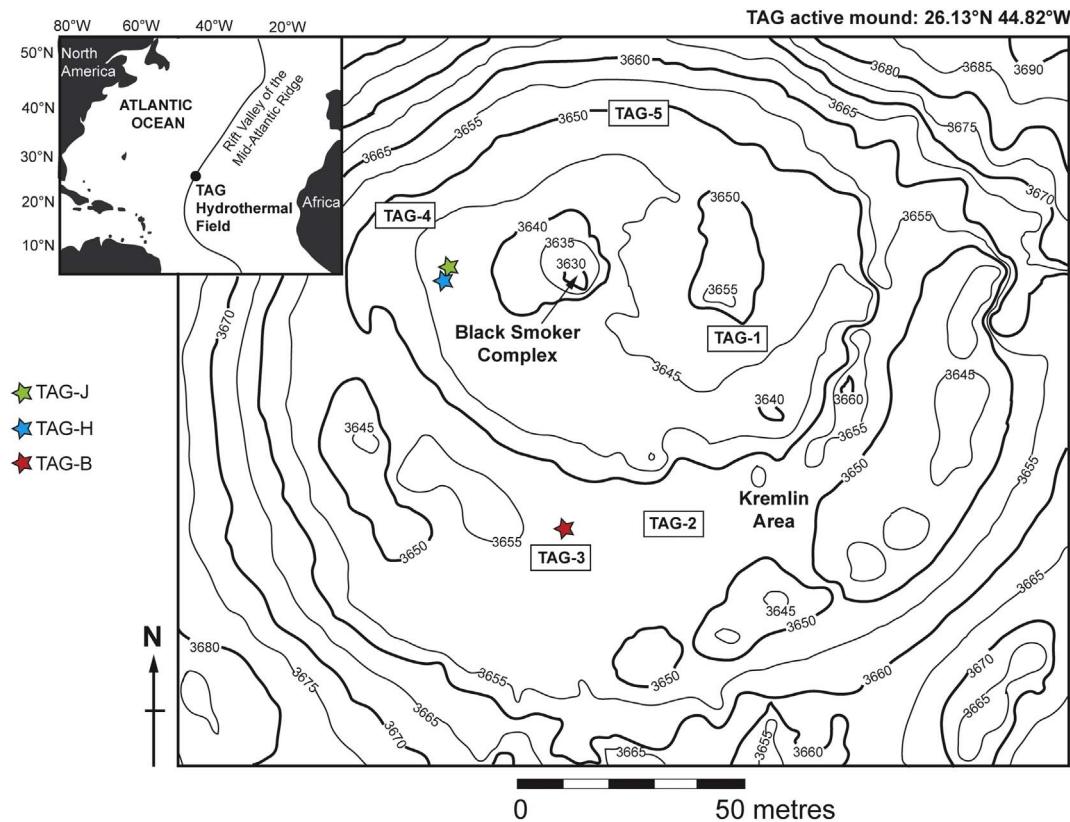 TAG active mound: 26.13°N 44.82°W
80°W 60°W 40°W 20°W
50°N
40°N
30°N
20°N
10°N
North
America
ATLANTIC
OCEAN
Rift Valley of the
Mid-Atlantic Ridge
TAG
Hydrothermal
Field
Africa
3660
3680
3685
3690
3665
3675
3670
3655
3650
TAG-5
3655
3665
TAG-4
3655
3650
3640
3635
3630
3655
Black Smoker
Complex
TAG-1
3645
3640
3660
3655
3650
3645
3655
3670
TAG-J
TAG-H
TAG-B
3645
3650
3655
TAG-3
TAG-2
Kremlin
Area
3645
3650
3650
3665
3660
3670
3665
3655
3680
3675
3665
3670
3665
3655
3660
N
0 50 metres